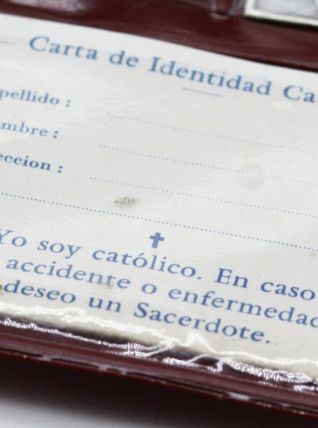 Carta de Identidad Ca
pellido :
mbre :
eccion :
Yo soy católico. En caso
accidente o enfermedad
deseo un Sacerdote.